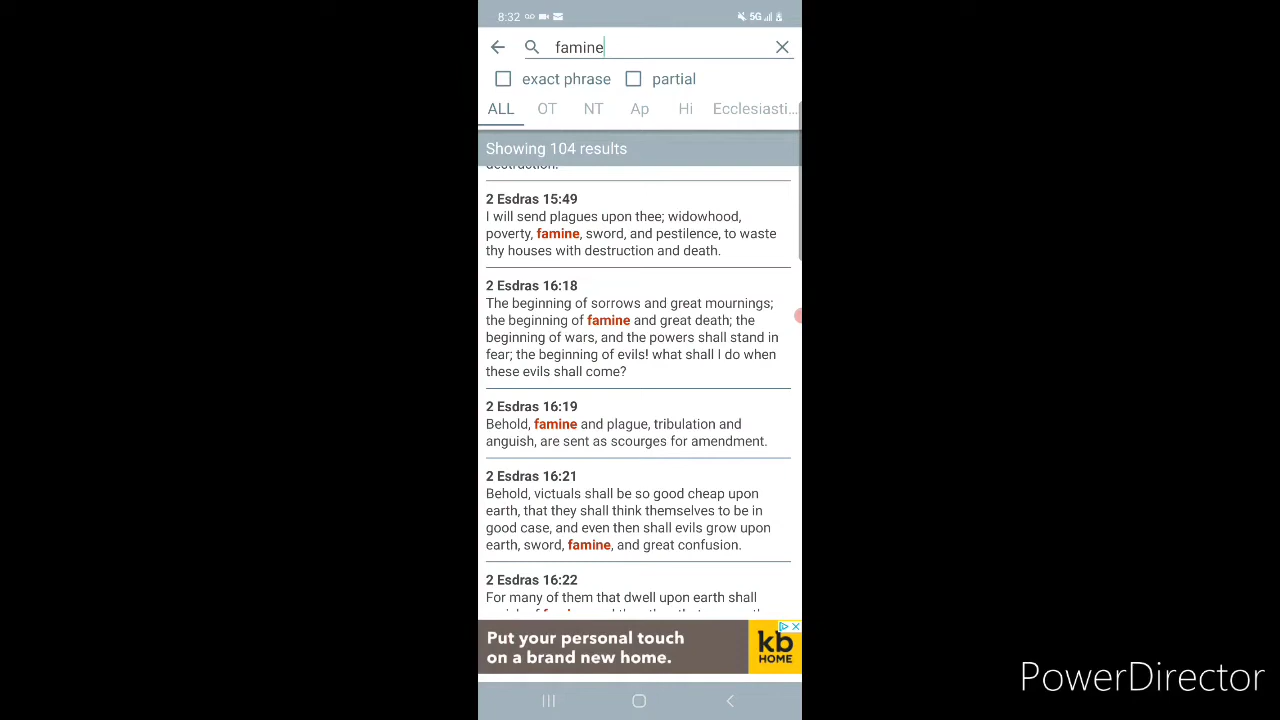 8:32
5G
famine
exact phrase partial
ALL OT NT Ap Hi Ecclesiasti...
Showing 104 results
destruction.
2 Esdras 15:49
I will send plagues upon thee; widowhood,
poverty, famine, sword, and pestilence, to waste
thy houses with destruction and death.
2 Esdras 16:18
The beginning of sorrows and great mournings;
the beginning of famine and great death; the
beginning of wars, and the powers shall stand in
fear; the beginning of evils! what shall I do when
these evils shall come?
2 Esdras 16:19
Behold, famine and plague, tribulation and
anguish, are sent as scourges for amendment.
2 Esdras 16:21
Behold, victuals shall be so good cheap upon
earth, that they shall think themselves to be in
good case, and even then shall evils grow upon
earth, sword, famine, and great confusion.
2 Esdras 16:22
For many of them that dwell upon earth shall
Put your personal touch
on a brand new home.
kb
HOME
PowerDirector